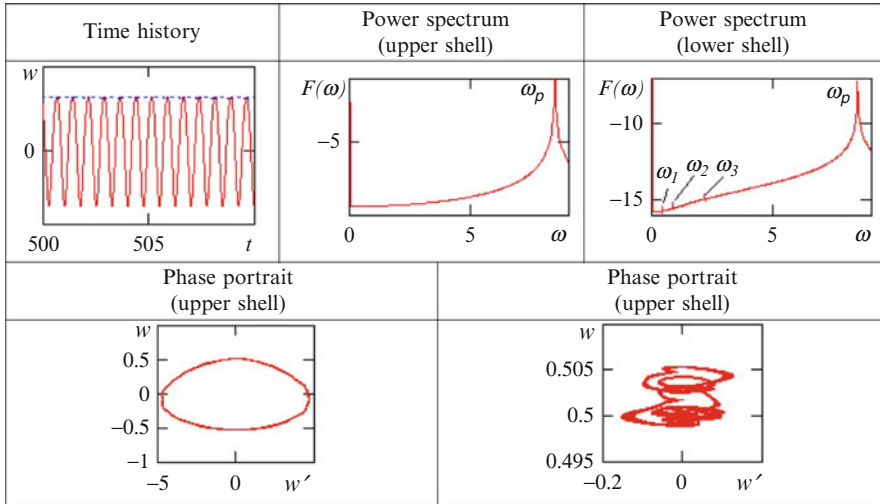 Time history
Power spectrum
(upper shell)
Power spectrum
(lower shell)
w
0
500
505
t
F(ω)
ωp
−5
0
5
ω
F(ω)
ωp
−10
−15
ω1
ω2
ω3
0
5
ω
Phase portrait
(upper shell)
Phase portrait
(upper shell)
w
0.5
0
−0.5
−1
−5
0
w′
w
0.505
0.5
0.495
−0.2
0
w′